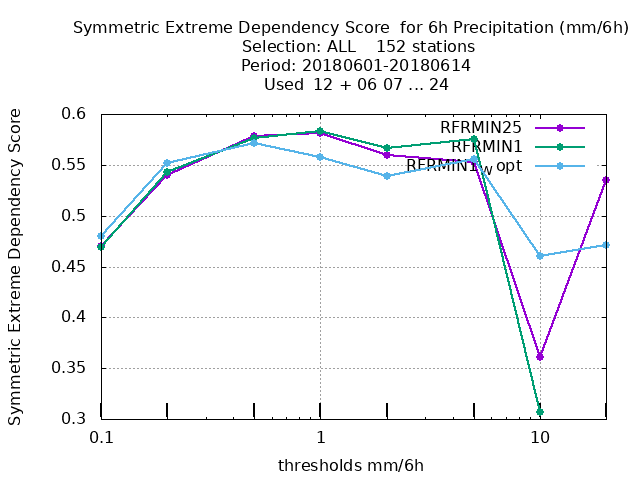 Symmetric Extreme Dependency Score for 6h Precipitation (mm/6h)
Selection: ALL 152 stations
Period: 20180601-20180614
Used 12 + 06 07 ... 24
Symmetric Extreme Dependency Score
0.6
0.55
0.5
0.45
0.4
0.35
0.3
RFRMIN25
RFRMIN1
RFRMIN1wopt
0.1
1
10
thresholds mm/6h